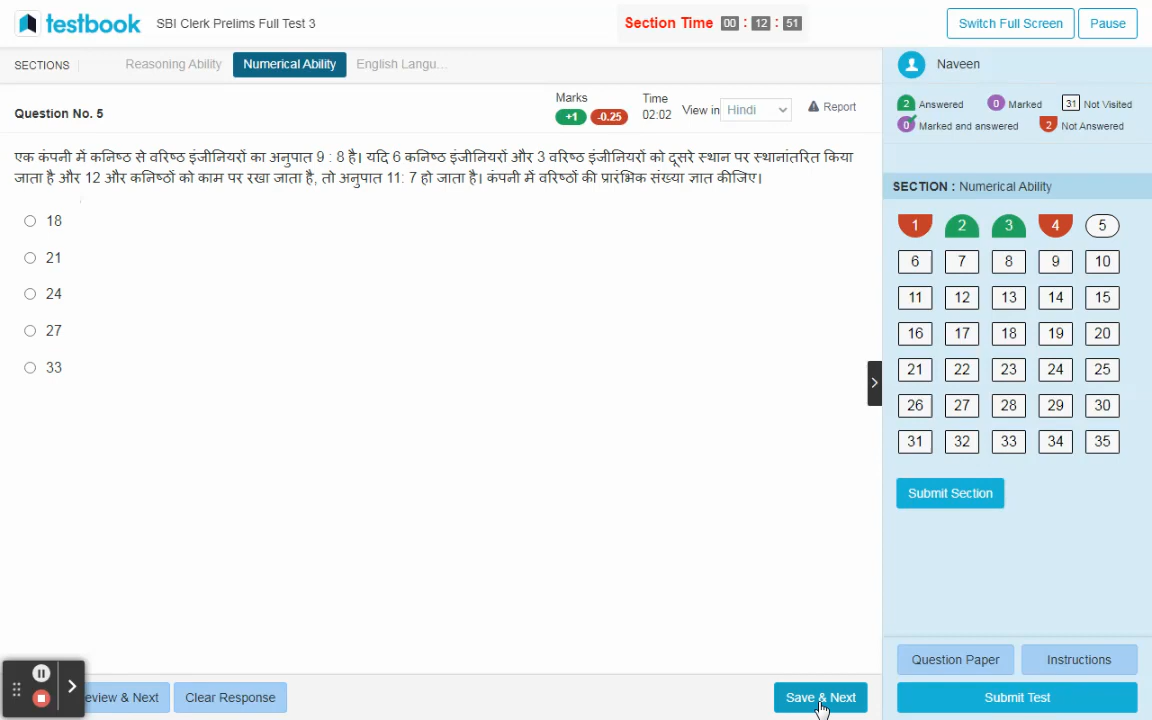 testbook SBI Clerk Prelims Full Test 3 Section Time 00 : 12 : 51 Switch Full Screen Pause
SECTIONS Reasoning Ability Numerical Ability English Langu...
Naveen
Question No. 5 Marks +1 -0.25 Time 02:02 View in Hindi Report
2 Answered 0 Marked 31 Not Visited
0 Marked and answered 2 Not Answered
एक कंपनी में कनिष्ठ से वरिष्ठ इंजीनियरों का अनुपात 9 : 8 है। यदि 6 कनिष्ठ इंजीनियरों और 3 वरिष्ठ इंजीनियरों को दूसरे स्थान पर स्थानांतरित किया
जाता है और 12 और कनिष्ठों को काम पर रखा जाता है, तो अनुपात 11: 7 हो जाता है। कंपनी में वरिष्ठों की प्रारंभिक संख्या ज्ञात कीजिए।
18
21
24
27
33
SECTION : Numerical Ability
1 2 3 4 5
6 7 8 9 10
11 12 13 14 15
16 17 18 19 20
21 22 23 24 25
26 27 28 29 30
31 32 33 34 35
Submit Section
Question Paper Instructions
eview & Next Clear Response Save & Next Submit Test